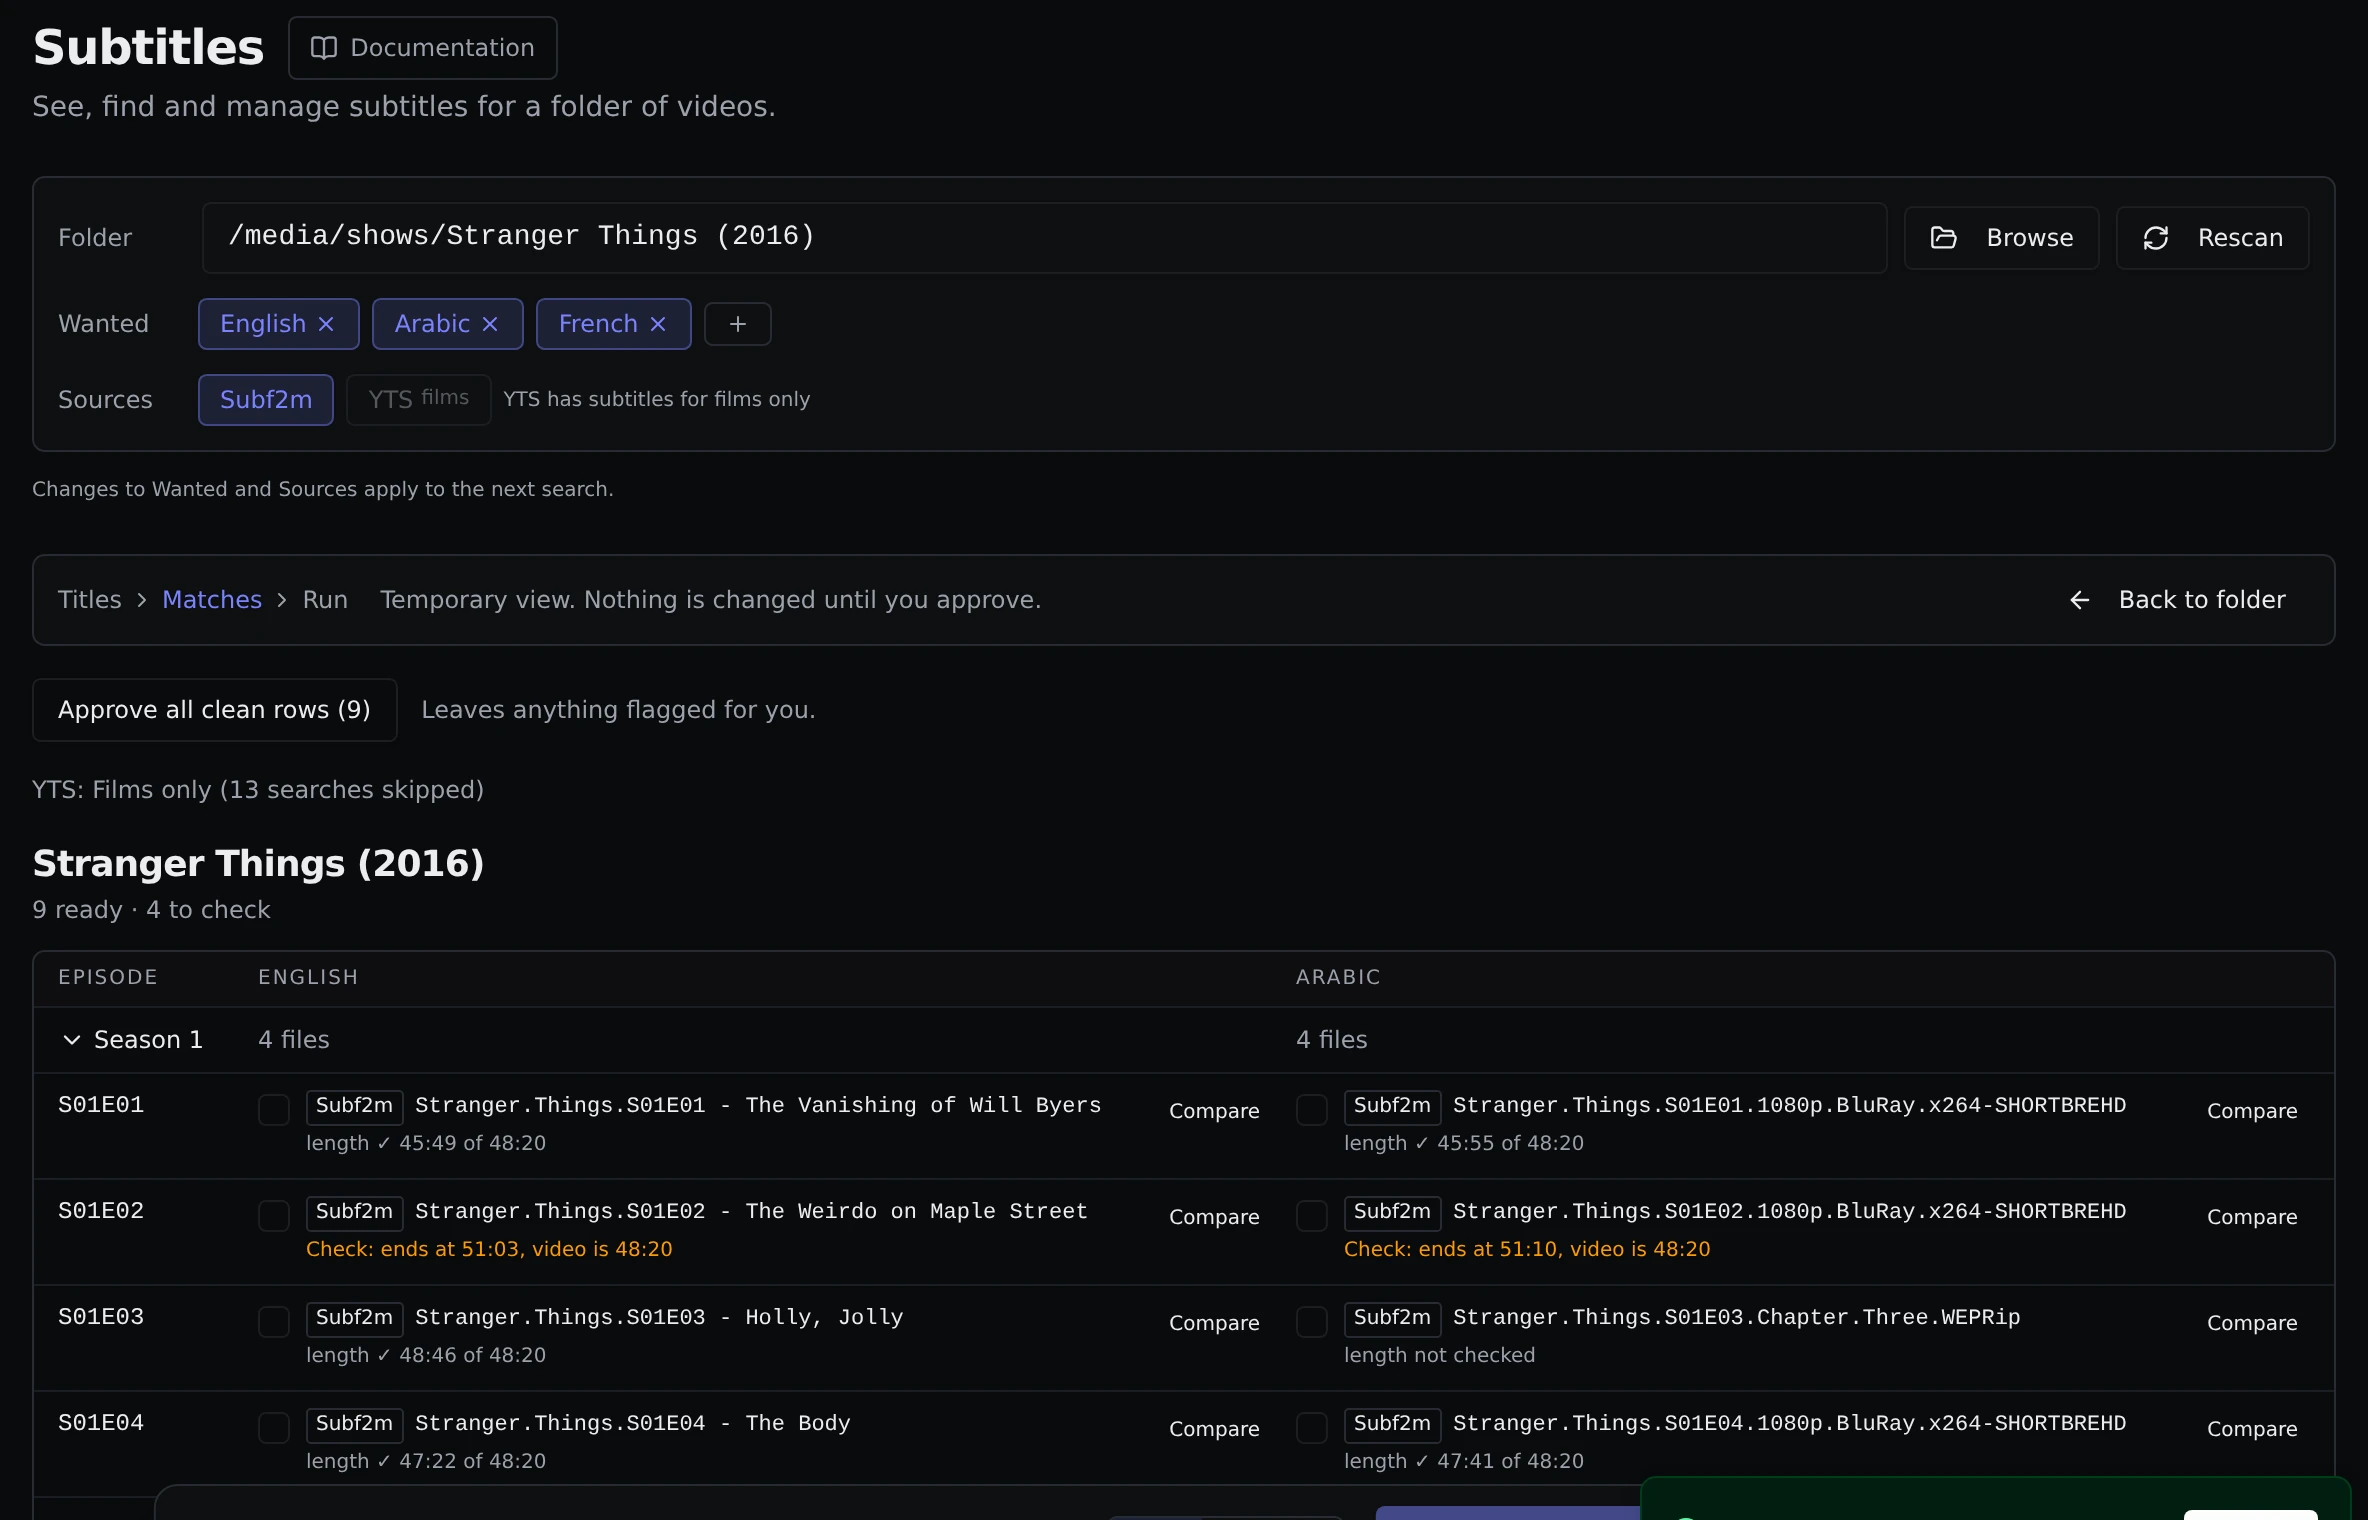 Subtitles
Documentation
See, find and manage subtitles for a folder of videos.
Folder
/media/shows/Stranger Things (2016)
Browse
Rescan
Wanted
English ×
Arabic ×
French ×
+
Sources
Subf2m
YTS films
YTS has subtitles for films only
Changes to Wanted and Sources apply to the next search.
Titles > Matches > Run
Temporary view. Nothing is changed until you approve.
← Back to folder
Approve all clean rows (9)
Leaves anything flagged for you.
YTS: Films only (13 searches skipped)
Stranger Things (2016)
9 ready · 4 to check
EPISODE ENGLISH ARABIC
Season 1 4 files 4 files
S01E01 Subf2m Stranger.Things.S01E01 - The Vanishing of Will Byers Compare Subf2m Stranger.Things.S01E01.1080p.BluRay.x264-SHORTBREHD Compare
length ✓ 45:49 of 48:20 length ✓ 45:55 of 48:20
S01E02 Subf2m Stranger.Things.S01E02 - The Weirdo on Maple Street Compare Subf2m Stranger.Things.S01E02.1080p.BluRay.x264-SHORTBREHD Compare
Check: ends at 51:03, video is 48:20 Check: ends at 51:10, video is 48:20
S01E03 Subf2m Stranger.Things.S01E03 - Holly, Jolly Compare Subf2m Stranger.Things.S01E03.Chapter.Three.WEPRip Compare
length ✓ 48:46 of 48:20 length not checked
S01E04 Subf2m Stranger.Things.S01E04 - The Body Compare Subf2m Stranger.Things.S01E04.1080p.BluRay.x264-SHORTBREHD Compare
length ✓ 47:22 of 48:20 length ✓ 47:41 of 48:20